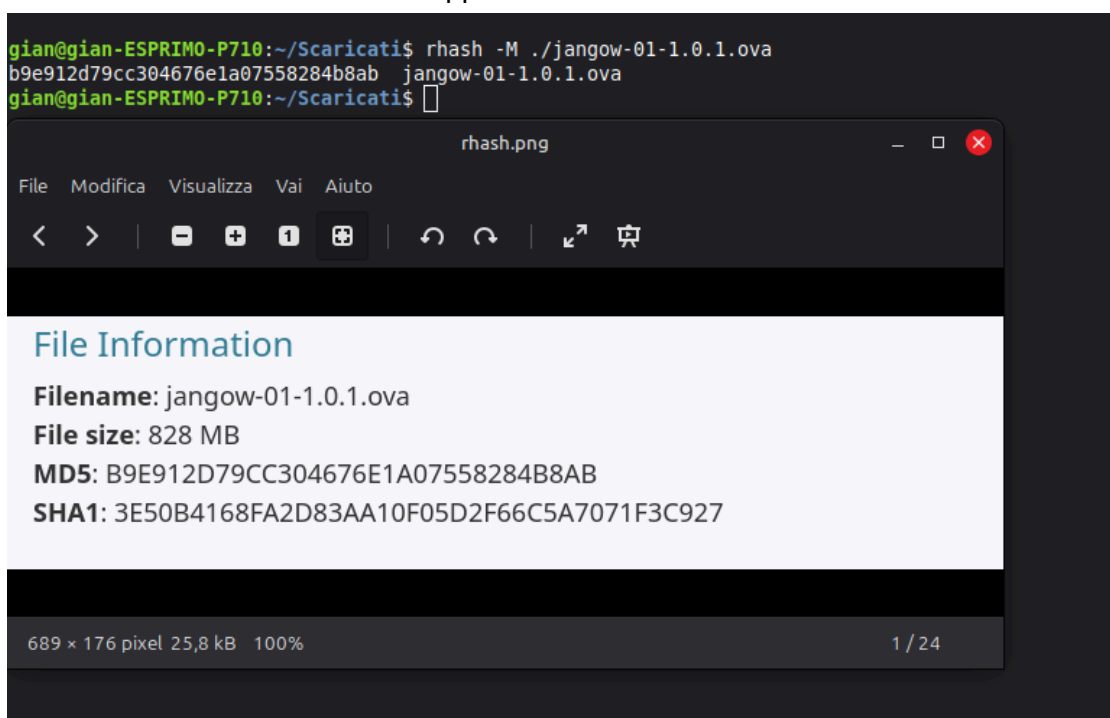 gian@gian-ESPRIMO-P710:~/Scaricati$ rhash -M ./jangow-01-1.0.1.ova
b9e912d79cc304676e1a07558284b8ab  jangow-01-1.0.1.ova
gian@gian-ESPRIMO-P710:~/Scaricati$
rhash.png
File Modifica Visualizza Vai Aiuto
File Information
Filename: jangow-01-1.0.1.ova
File size: 828 MB
MD5: B9E912D79CC304676E1A07558284B8AB
SHA1: 3E50B4168FA2D83AA10F05D2F66C5A7071F3C927
689 × 176 pixel 25,8 kB 100% 1 / 24